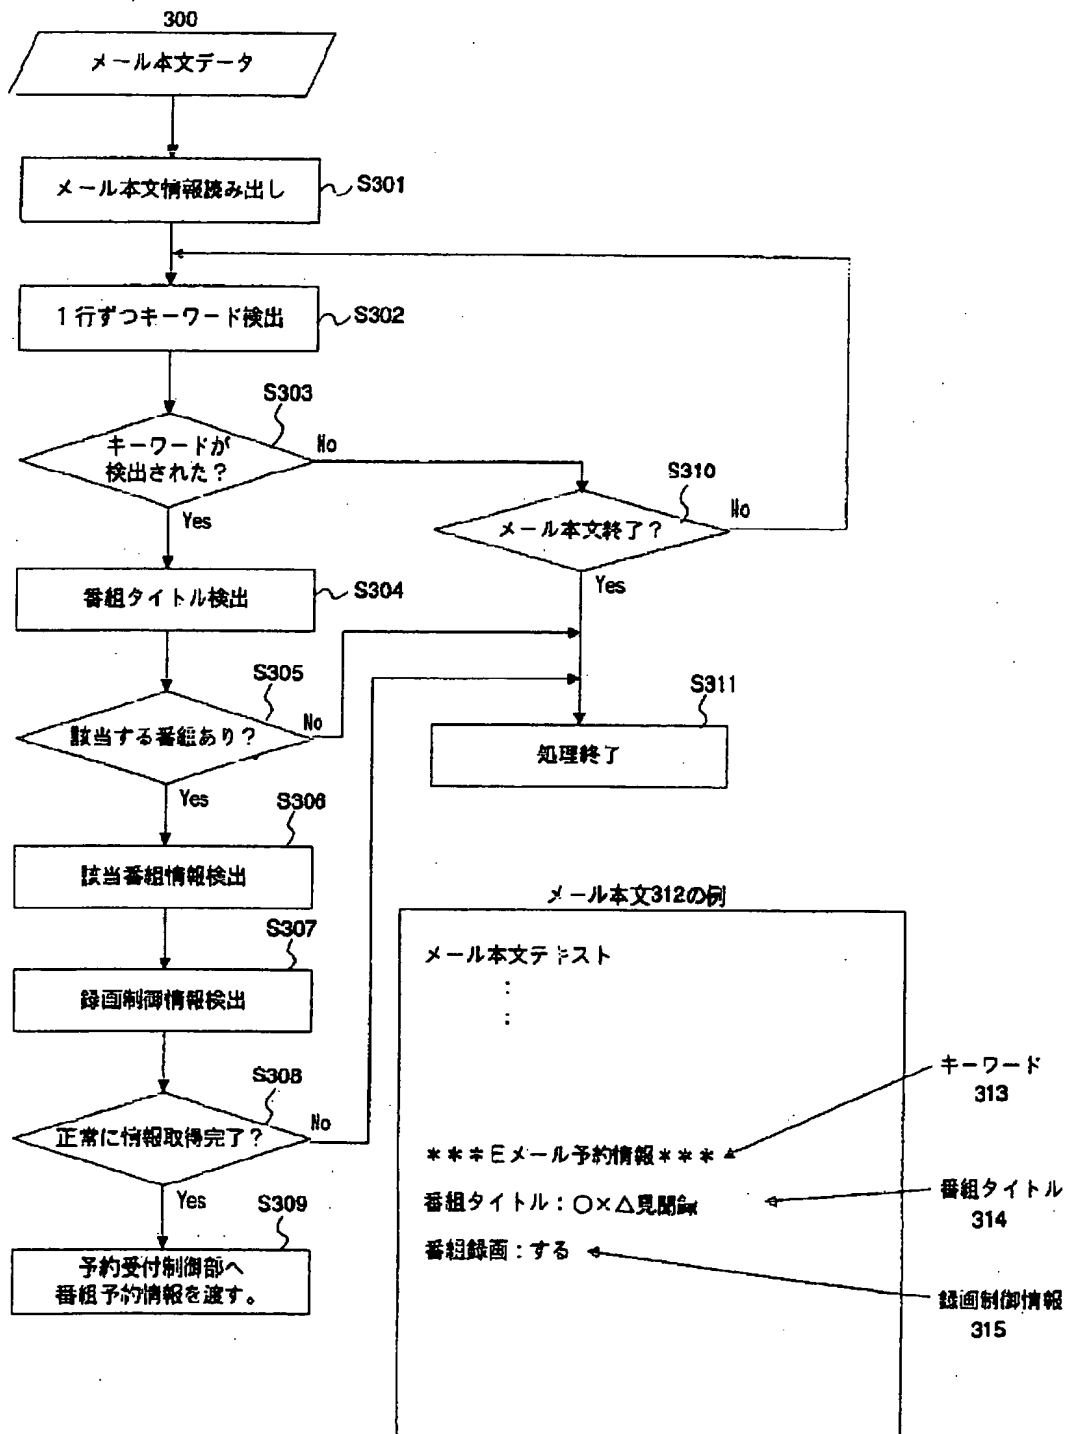 300
メール本文データ
メール本文情報読み出し
S301
1行ずつキーワード検出
S302
S303
キーワードが
検出された?
No
Yes
S310
メール本文終了?
No
Yes
番組タイトル検出
S304
S305
該当する番組あり?
No
Yes
S311
処理終了
S306
該当番組情報検出
S307
録画制御情報検出
S308
正常に情報取得完了?
No
Yes
S309
予約受付制御部へ
番組予約情報を渡す。
メール本文312の例
メール本文テキスト
:
:
***Eメール予約情報***
番組タイトル:○×△見聞録
番組録画:する
キーワード
313
番組タイトル
314
録画制御情報
315